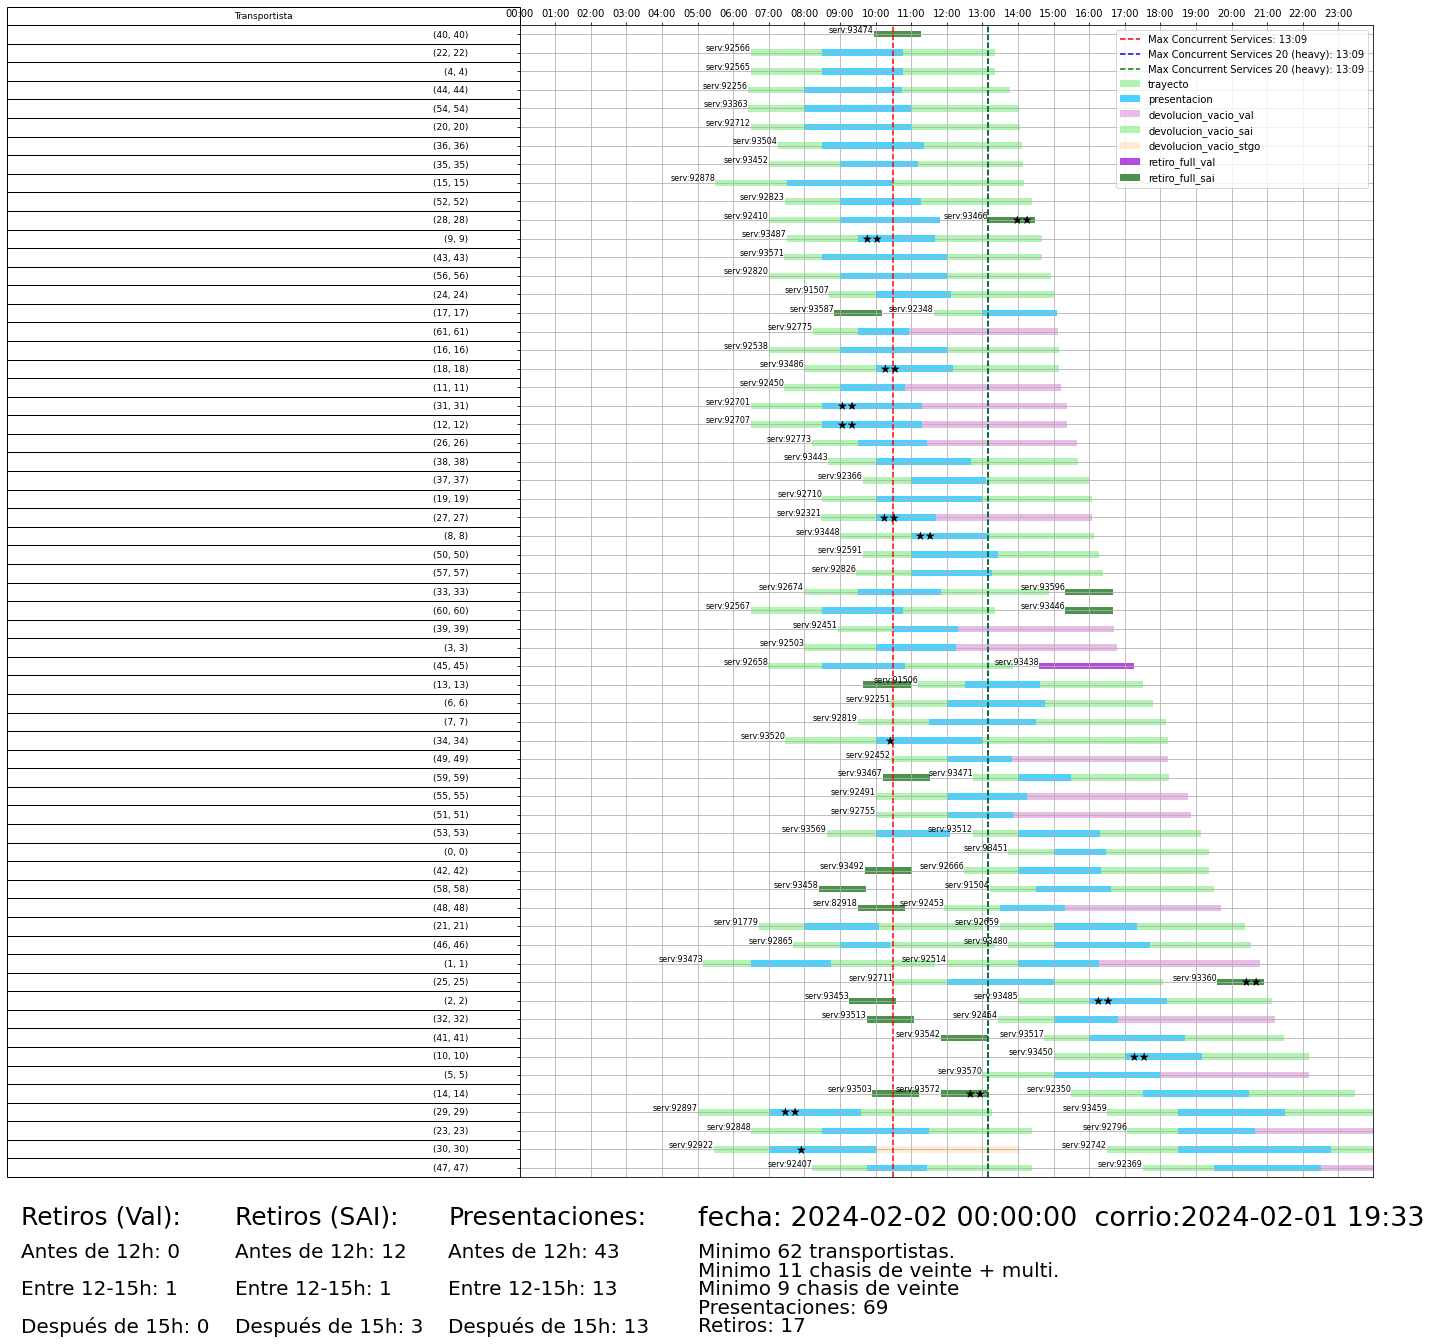 Transportista
00:00 01:00 02:00 03:00 04:00 05:00 06:00 07:00 08:00 09:00 10:00 11:00 12:00 13:00 14:00 15:00 16:00 17:00 18:00 19:00 20:00 21:00 22:00 23:00
Max Concurrent Services: 13:09
Max Concurrent Services 20 (heavy): 13:09
Max Concurrent Services 20 (heavy): 13:09
trayecto
presentacion
devolucion_vacio_val
devolucion_vacio_sai
devolucion_vacio_stgo
retiro_full_val
retiro_full_sai
(40, 40) serv:93474
(22, 22) serv:92566
(4, 4) serv:92565
(44, 44) serv:92256
(54, 54) serv:93363
(20, 20) serv:92712
(36, 36) serv:93504
(35, 35) serv:93452
(15, 15) serv:92878
(52, 52) serv:92823
(28, 28) serv:92410 serv:93466
(9, 9) serv:93487
(43, 43) serv:93571
(56, 56) serv:92820
(24, 24) serv:91507
(17, 17) serv:93587 serv:92348
(61, 61) serv:92775
(16, 16) serv:92538
(18, 18) serv:93486
(11, 11) serv:92450
(31, 31) serv:92701
(12, 12) serv:92707
(26, 26) serv:92773
(38, 38) serv:93443
(37, 37) serv:92366
(19, 19) serv:92710
(27, 27) serv:92321
(8, 8) serv:93448
(50, 50) serv:92591
(57, 57) serv:92826
(33, 33) serv:92674 serv:93596
(60, 60) serv:92567 serv:93446
(39, 39) serv:92451
(3, 3) serv:92503
(45, 45) serv:92658 serv:93438
(13, 13) serv:91506
(6, 6) serv:92251
(7, 7) serv:92819
(34, 34) serv:93520
(49, 49) serv:92452
(59, 59) serv:93467 serv:93471
(55, 55) serv:92491
(51, 51) serv:92755
(53, 53) serv:93569 serv:93512
(0, 0) serv:93451
(42, 42) serv:93492 serv:92666
(58, 58) serv:93458 serv:91504
(48, 48) serv:82918 serv:92453
(21, 21) serv:91779 serv:92659
(46, 46) serv:92865 serv:93480
(1, 1) serv:93473 serv:92514
(25, 25) serv:92711 serv:93360
(2, 2) serv:93453 serv:93485
(32, 32) serv:93513 serv:92454
(41, 41) serv:93542 serv:93517
(10, 10) serv:93450
(5, 5) serv:93570
(14, 14) serv:93503 serv:93572 serv:92350
(29, 29) serv:92897 serv:93459
(23, 23) serv:92848 serv:92796
(30, 30) serv:92922 serv:92742
(47, 47) serv:92407 serv:92369
Retiros (Val):
Antes de 12h: 0
Entre 12-15h: 1
Después de 15h: 0
Retiros (SAI):
Antes de 12h: 12
Entre 12-15h: 1
Después de 15h: 3
Presentaciones:
Antes de 12h: 43
Entre 12-15h: 13
Después de 15h: 13
fecha: 2024-02-02 00:00:00 corrio:2024-02-01 19:33
Minimo 62 transportistas.
Minimo 11 chasis de veinte + multi.
Minimo 9 chasis de veinte
Presentaciones: 69
Retiros: 17